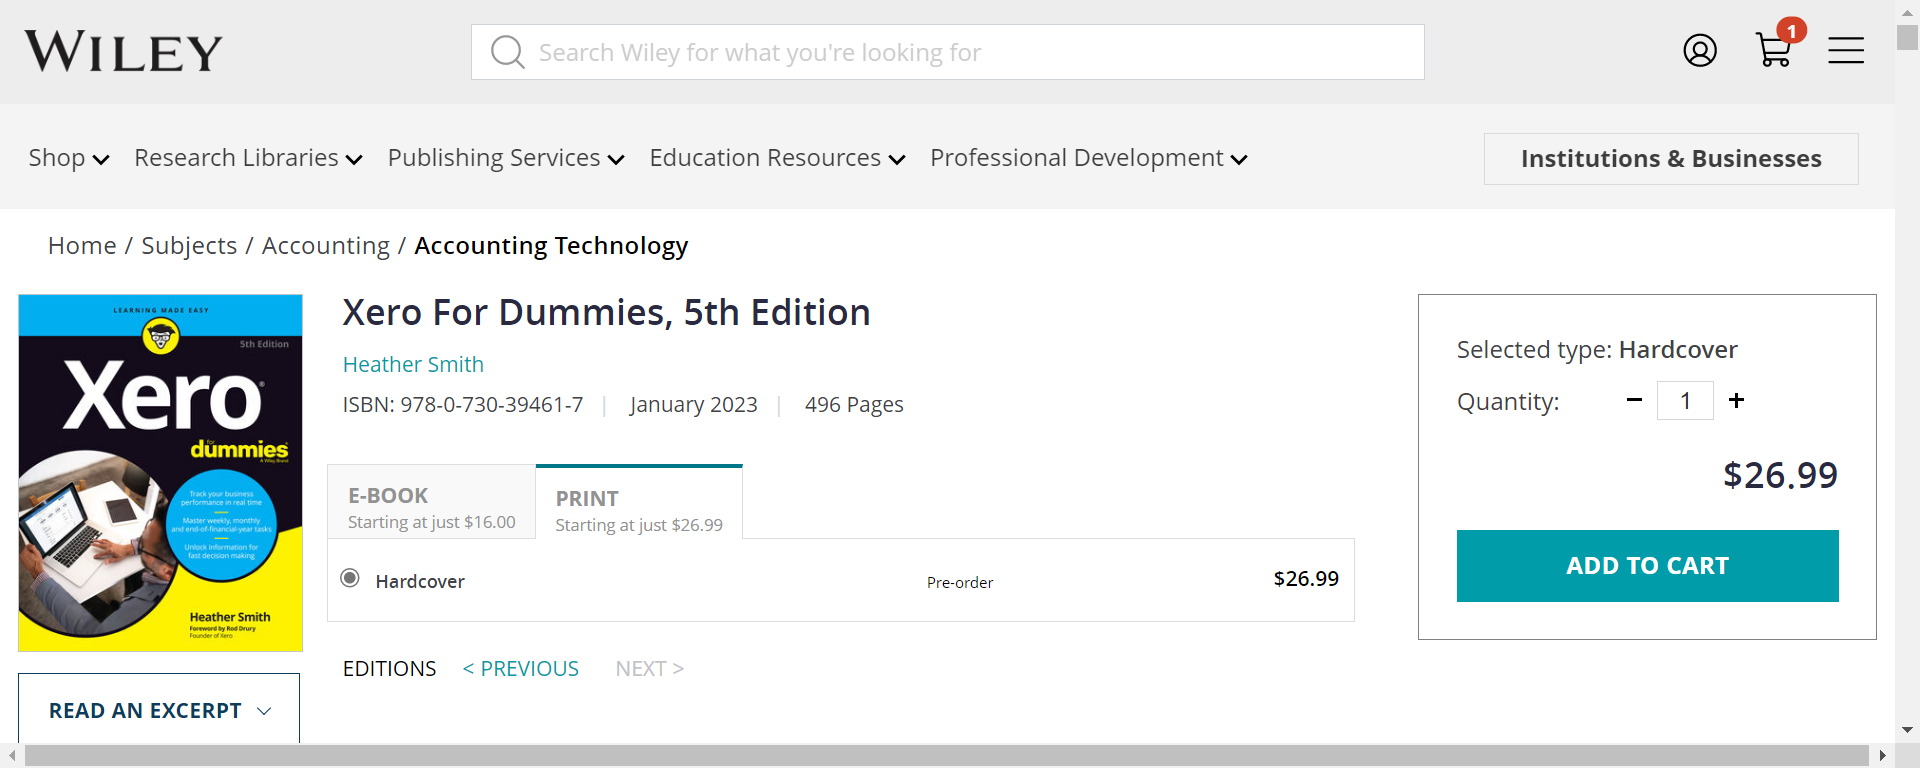 WILEY
Search Wiley for what you're looking for
1
Shop
Research Libraries
Publishing Services
Education Resources
Professional Development
Institutions & Businesses
Home / Subjects / Accounting / Accounting Technology
LEARNING MADE EASY
5th Edition
Xero®
for
dummies
A Wiley Brand
Track your business
performance in real time
Master weekly, monthly
and end-of-financial-year tasks
Unlock information for
fast decision making
Heather Smith
Foreword by Rod Drury
Founder of Xero
READ AN EXCERPT
Xero For Dummies, 5th Edition
Heather Smith
ISBN: 978-0-730-39461-7 | January 2023 | 496 Pages
E-BOOK
Starting at just $16.00
PRINT
Starting at just $26.99
Hardcover Pre-order $26.99
EDITIONS < PREVIOUS NEXT >
Selected type: Hardcover
Quantity: − 1 +
$26.99
ADD TO CART